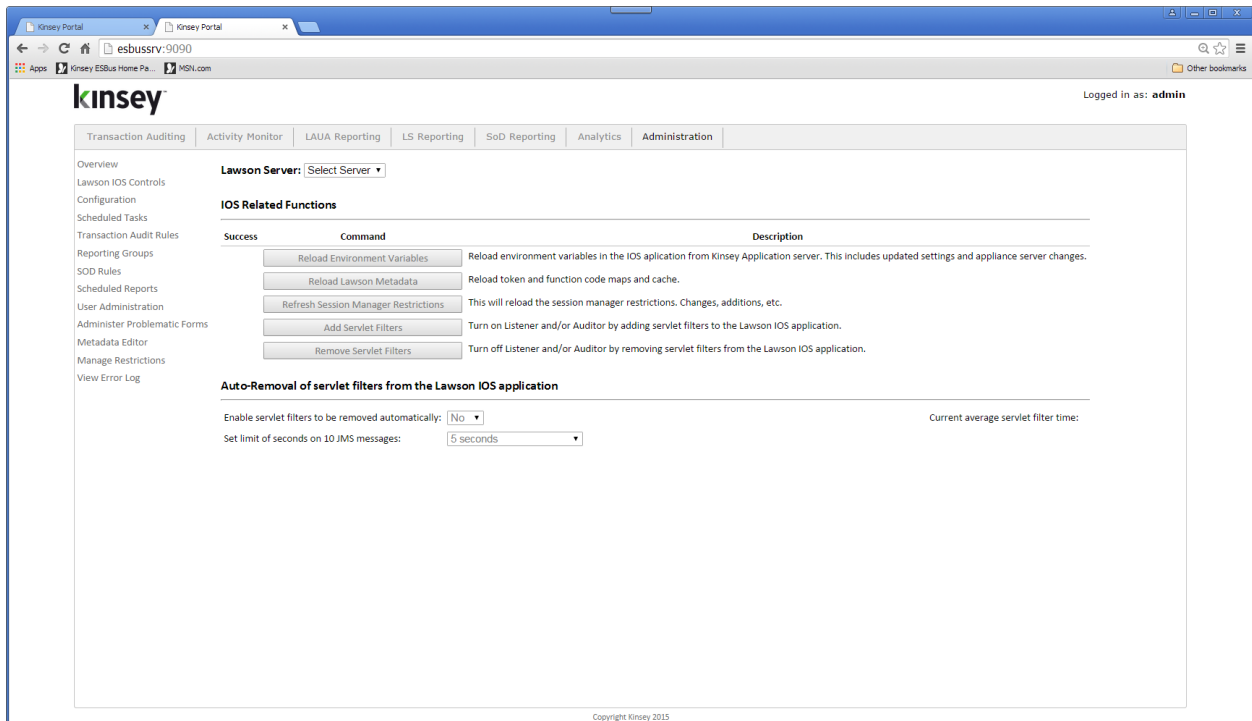 Kinsey Portal
Kinsey Portal
esbussrv:9090
Apps Kinsey ESBus Home Pa... MSN.com Other bookmarks
kinsey
Logged in as: admin
Transaction Auditing Activity Monitor LAUA Reporting LS Reporting SoD Reporting Analytics Administration
Overview
Lawson IOS Controls
Configuration
Scheduled Tasks
Transaction Audit Rules
Reporting Groups
SOD Rules
Scheduled Reports
User Administration
Administer Problematic Forms
Metadata Editor
Manage Restrictions
View Error Log
Lawson Server: Select Server
IOS Related Functions
Success Command Description
Reload Environment Variables Reload environment variables in the IOS aplication from Kinsey Application server. This includes updated settings and appliance server changes.
Reload Lawson Metadata Reload token and function code maps and cache.
Refresh Session Manager Restrictions This will reload the session manager restrictions. Changes, additions, etc.
Add Servlet Filters Turn on Listener and/or Auditor by adding servlet filters to the Lawson IOS application.
Remove Servlet Filters Turn off Listener and/or Auditor by removing servlet filters from the Lawson IOS application.
Auto-Removal of servlet filters from the Lawson IOS application
Enable servlet filters to be removed automatically: No Current average servlet filter time:
Set limit of seconds on 10 JMS messages: 5 seconds
Copyright Kinsey 2015